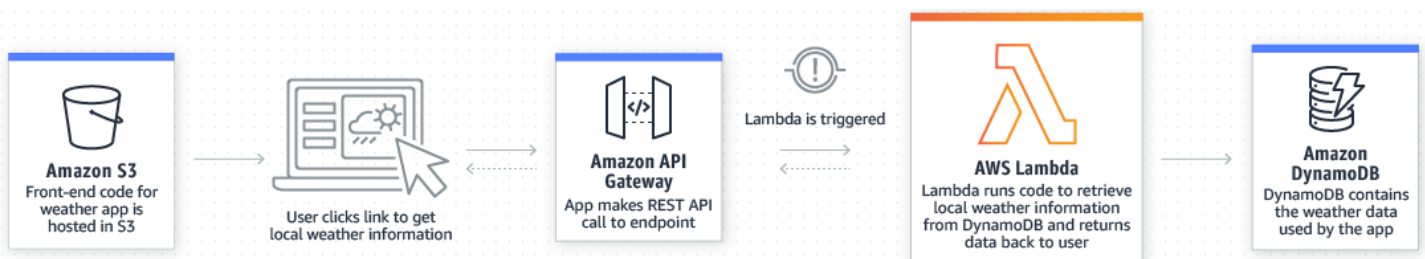 Amazon S3
Front-end code for
weather app is
hosted in S3
User clicks link to get
local weather information
</>
Amazon API
Gateway
App makes REST API
call to endpoint
Lambda is triggered
AWS Lambda
Lambda runs code to retrieve
local weather information
from DynamoDB and returns
data back to user
Amazon
DynamoDB
DynamoDB contains
the weather data
used by the app